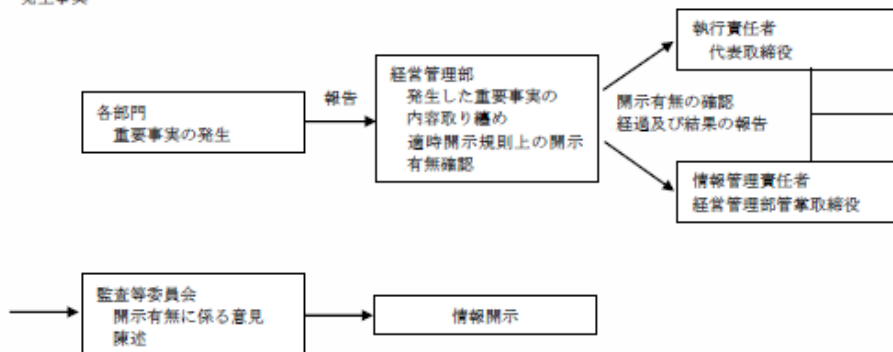 各部門
重要事実の発生
報告
経営管理部
発生した重要事実の
内容取り纏め
適時開示規則上の開示
有無確認
開示有無の確認
経過及び結果の報告
執行責任者
代表取締役
情報管理責任者
経営管理部管掌取締役
監査等委員会
開示有無に係る意見
陳述
情報開示